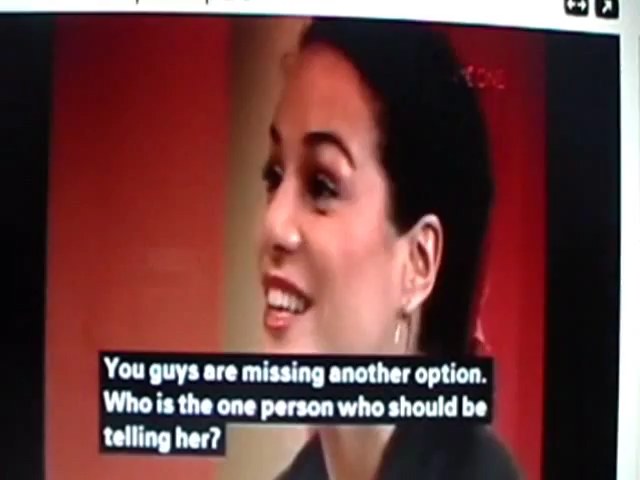 You guys are missing another option.
Who is the one person who should be
telling her?